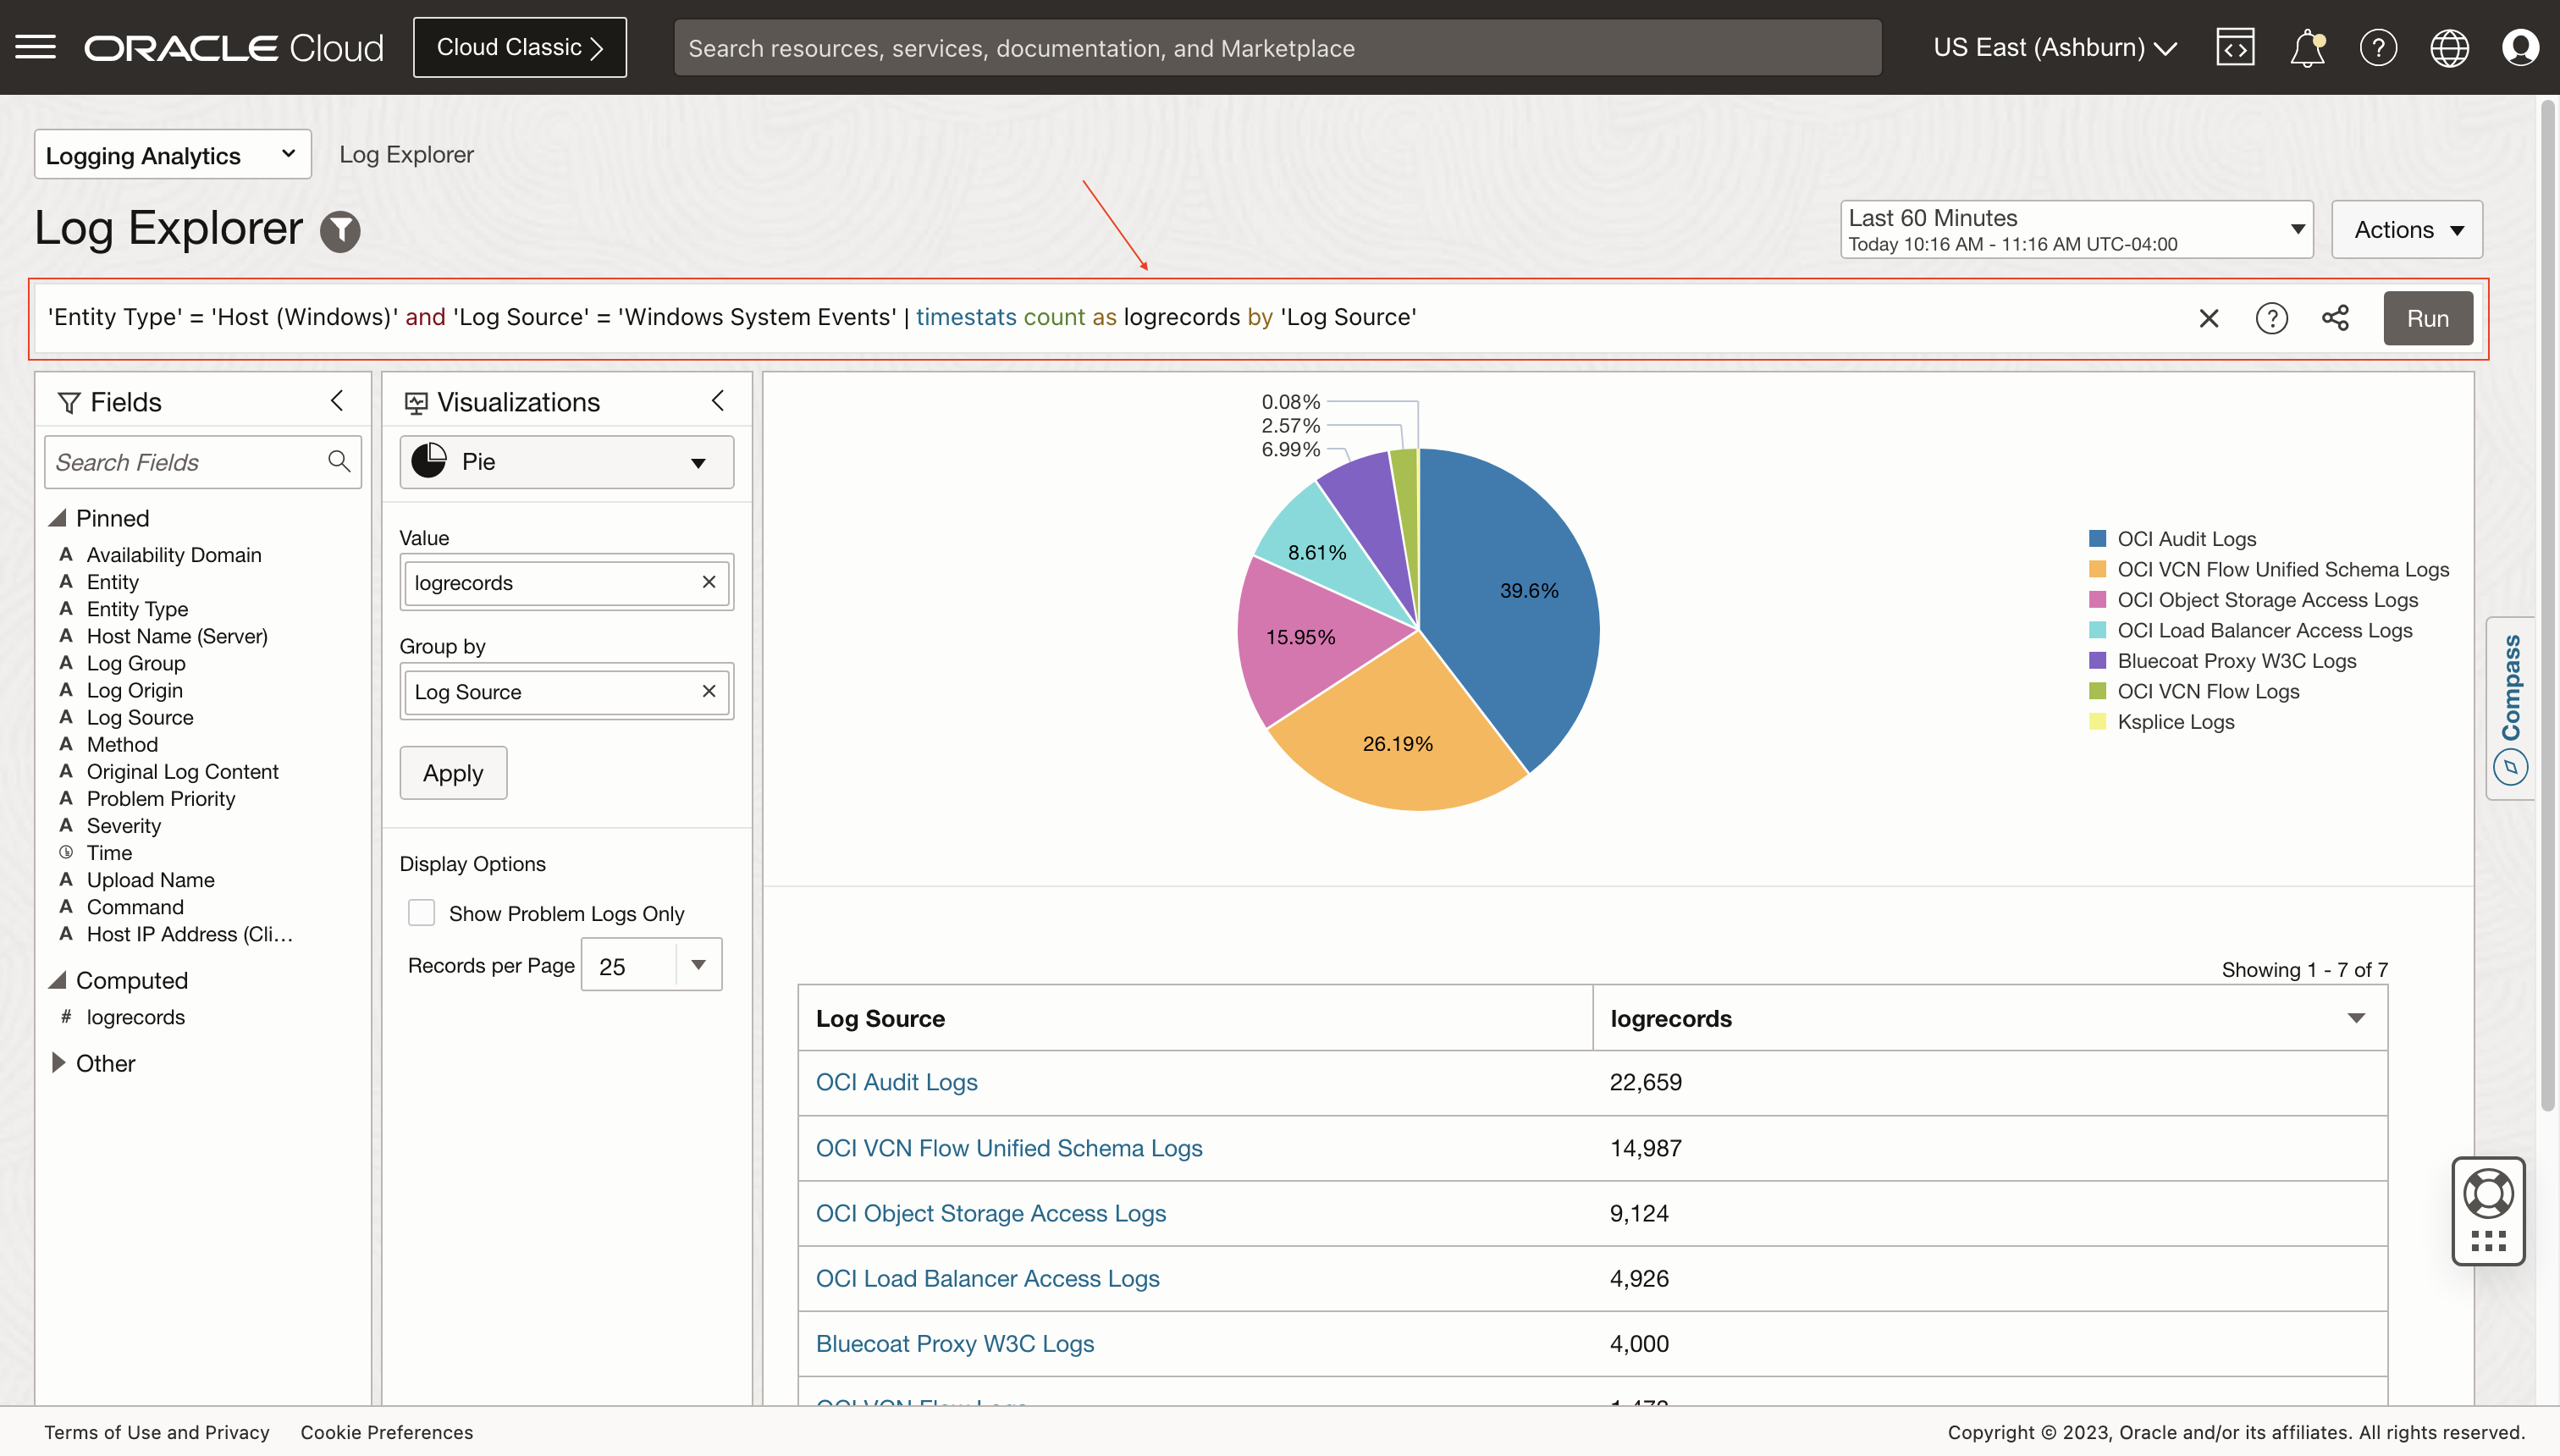 ORACLE Cloud
Cloud Classic
Search resources, services, documentation, and Marketplace
US East (Ashburn)
Logging Analytics
Log Explorer
Log Explorer
Last 60 Minutes
Today 10:16 AM - 11:16 AM UTC-04:00
Actions
'Entity Type' = 'Host (Windows)' and 'Log Source' = 'Windows System Events' | timestats count as logrecords by 'Log Source'
Run
Fields
Search Fields
Pinned
A Availability Domain
A Entity
A Entity Type
A Host Name (Server)
A Log Group
A Log Origin
A Log Source
A Method
A Original Log Content
A Problem Priority
A Severity
Time
A Upload Name
A Command
A Host IP Address (Cli...
Computed
# logrecords
Other
Visualizations
Pie
Value
logrecords
Group by
Log Source
Apply
Display Options
Show Problem Logs Only
Records per Page 25
0.08%
2.57%
6.99%
8.61%
39.6%
15.95%
26.19%
OCI Audit Logs
OCI VCN Flow Unified Schema Logs
OCI Object Storage Access Logs
OCI Load Balancer Access Logs
Bluecoat Proxy W3C Logs
OCI VCN Flow Logs
Ksplice Logs
Compass
Showing 1 - 7 of 7
Log Source logrecords
OCI Audit Logs 22,659
OCI VCN Flow Unified Schema Logs 14,987
OCI Object Storage Access Logs 9,124
OCI Load Balancer Access Logs 4,926
Bluecoat Proxy W3C Logs 4,000
OCI VCN Flow Logs
Terms of Use and Privacy
Cookie Preferences
Copyright © 2023, Oracle and/or its affiliates. All rights reserved.